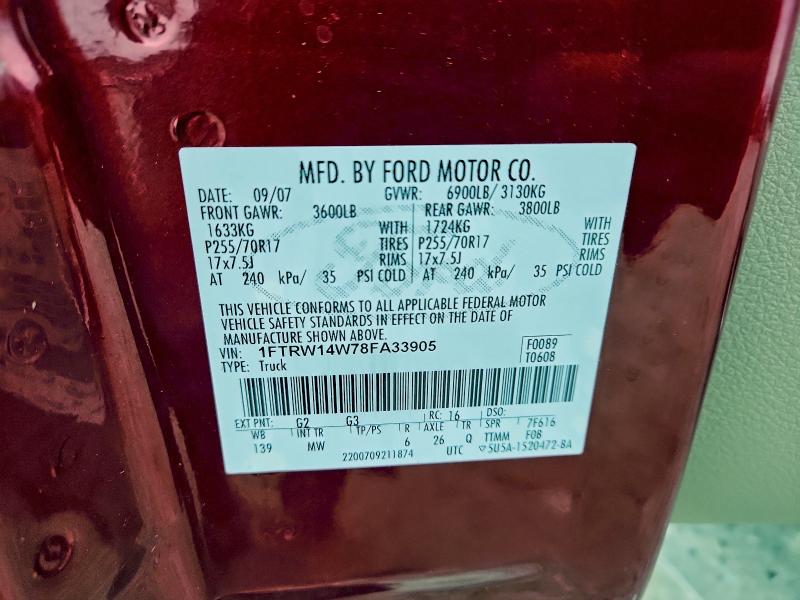 MFD. BY FORD MOTOR CO.
DATE: 09/07 GVWR: 6900LB/ 3130KG
FRONT GAWR: 3600LB REAR GAWR: 3800LB
1633KG WITH 1724KG WITH
P255/70R17 TIRES P255/70R17 TIRES
17x7.5J RIMS 17x7.5J RIMS
AT 240 kPa/ 35 PSI COLD AT 240 kPa/ 35 PSI COLD
THIS VEHICLE CONFORMS TO ALL APPLICABLE FEDERAL MOTOR
VEHICLE SAFETY STANDARDS IN EFFECT ON THE DATE OF
MANUFACTURE SHOWN ABOVE.
VIN: 1FTRW14W78FA33905 F0089
TYPE: Truck T0608
EXT PNT: G2 G3 RC: 16 DSO:
WB INT TR TP/PS R AXLE TR SPR 7F616
139 MW 6 26 Q TTMM F0B
2200709211874 UTC 5U5A-1520472-BA